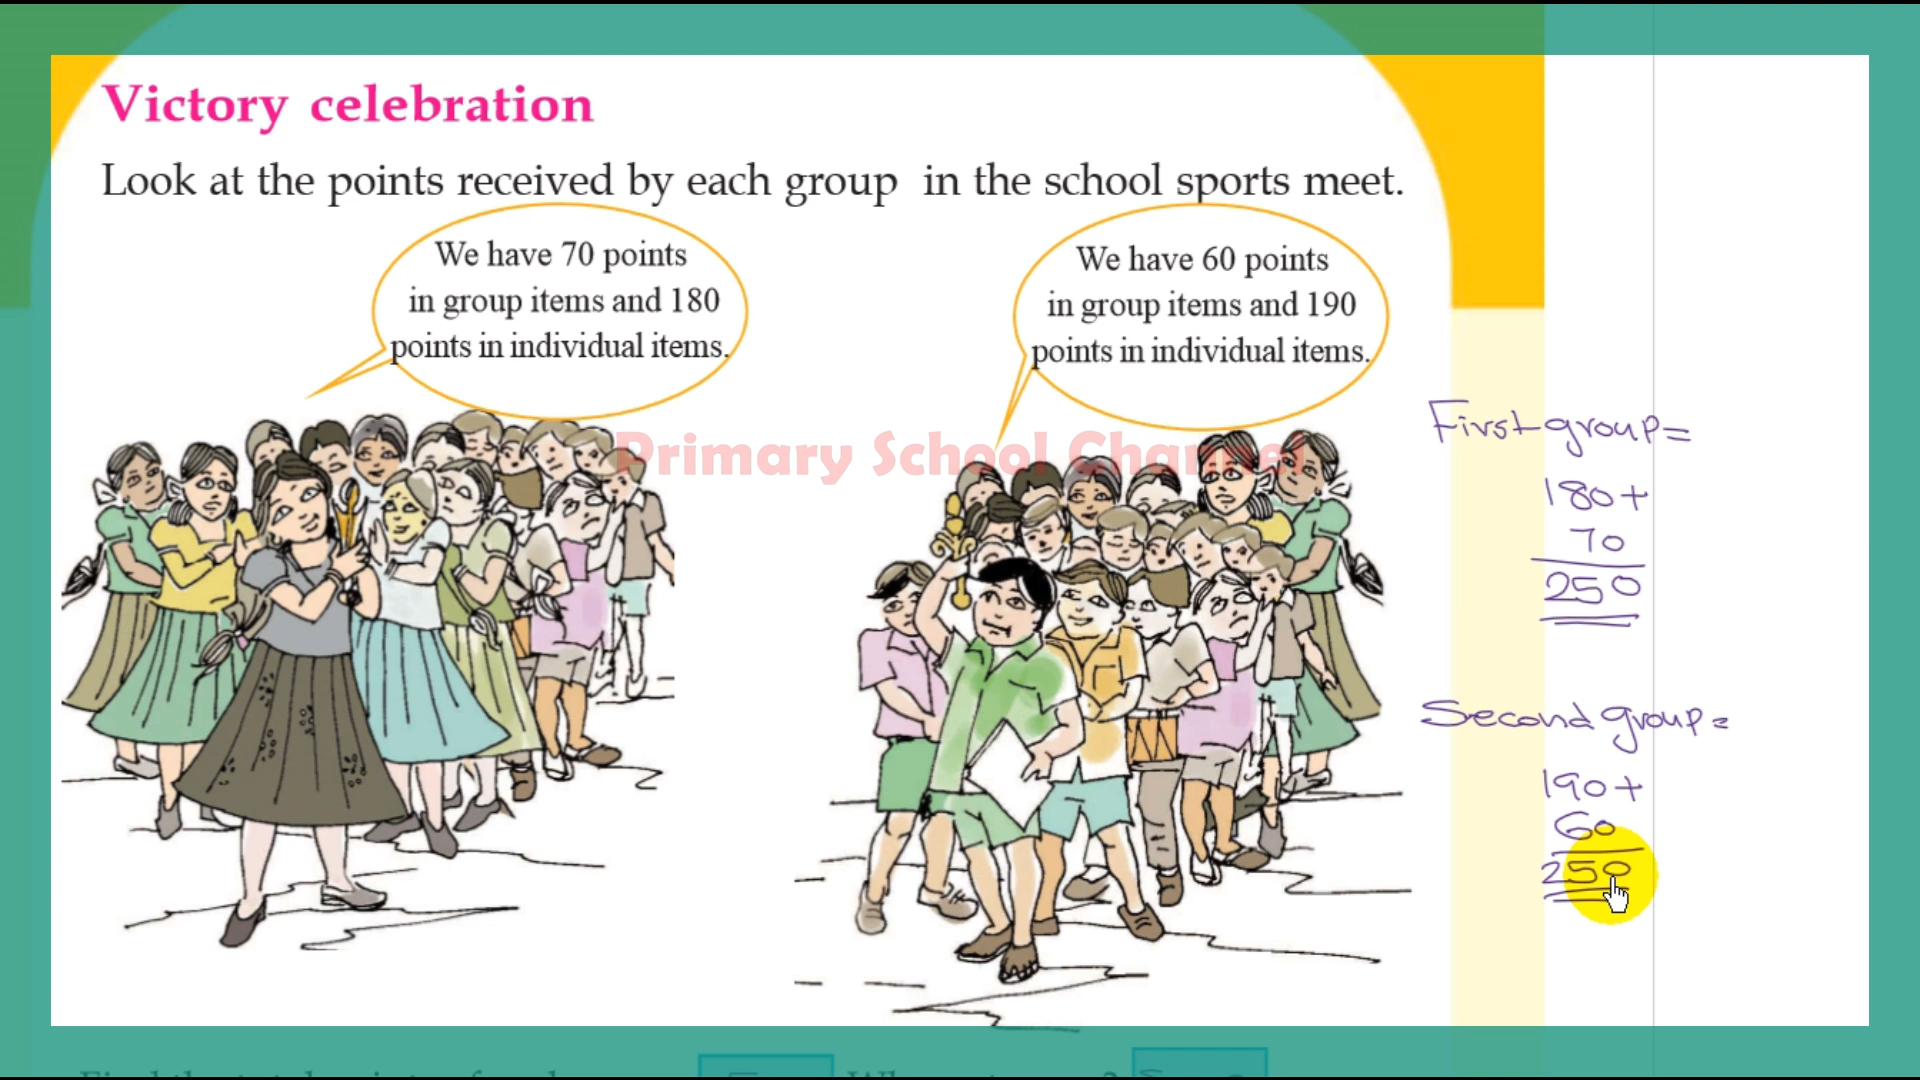 Victory celebration
Look at the points received by each group in the school sports meet.
We have 70 points
in group items and 180
points in individual items.
We have 60 points
in group items and 190
points in individual items.
Primary School Channel
First group=
180+
70
250
Second group=
190+
60
250